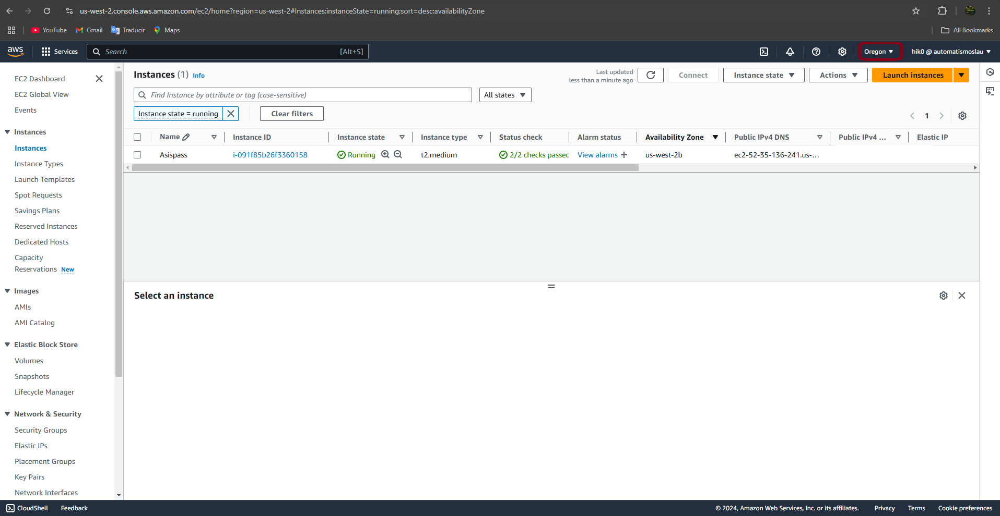 us-west-2.console.aws.amazon.com/ec2/home?region=us-west-2#Instances:instanceState=running;sort=desc:availabilityZone
YouTube Gmail Traducir Maps All Bookmarks
aws Services Search [Alt+S] Oregon hik0 @ automatismoslau
EC2 Dashboard
EC2 Global View
Events
Instances
Instances
Instance Types
Launch Templates
Spot Requests
Savings Plans
Reserved Instances
Dedicated Hosts
Capacity
Reservations New
Images
AMIs
AMI Catalog
Elastic Block Store
Volumes
Snapshots
Lifecycle Manager
Network & Security
Security Groups
Elastic IPs
Placement Groups
Key Pairs
Network Interfaces
Instances (1) Info
Last updated
less than a minute ago
Connect Instance state Actions Launch instances
Find Instance by attribute or tag (case-sensitive) All states
Instance state = running Clear filters
1
Name Instance ID Instance state Instance type Status check Alarm status Availability Zone Public IPv4 DNS Public IPv4 ... Elastic IP
Asispass i-091f85b26f3360158 Running t2.medium 2/2 checks passec View alarms us-west-2b ec2-52-35-136-241.us-...
Select an instance
CloudShell Feedback © 2024, Amazon Web Services, Inc. or its affiliates. Privacy Terms Cookie preferences